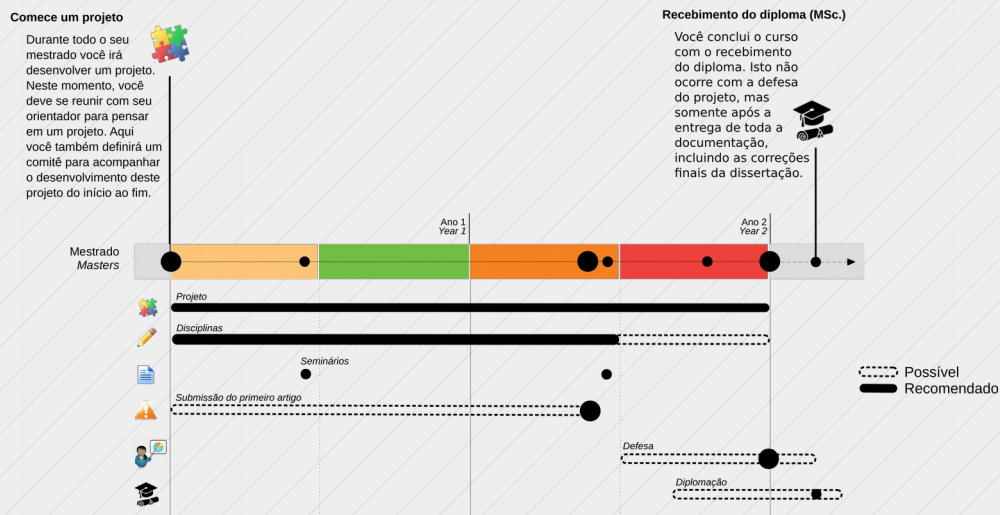 Comece um projeto
Durante todo o seu
mestrado você irá
desenvolver um projeto.
Neste momento, você
deve se reunir com seu
orientador para pensar
em um projeto. Aqui
você também definirá um
comitê para acompanhar
o desenvolvimento deste
projeto do início ao fim.
Recebimento do diploma (MSc.)
Você conclui o curso
com o recebimento
do diploma. Isto não
ocorre com a defesa
do projeto, mas
somente após a
entrega de toda a
documentação,
incluindo as correções
finais da dissertação.
Ano 1
Year 1
Ano 2
Year 2
Mestrado
Masters
Projeto
Disciplinas
Seminários
Submissão do primeiro artigo
Defesa
Diplomação
Possível
Recomendado